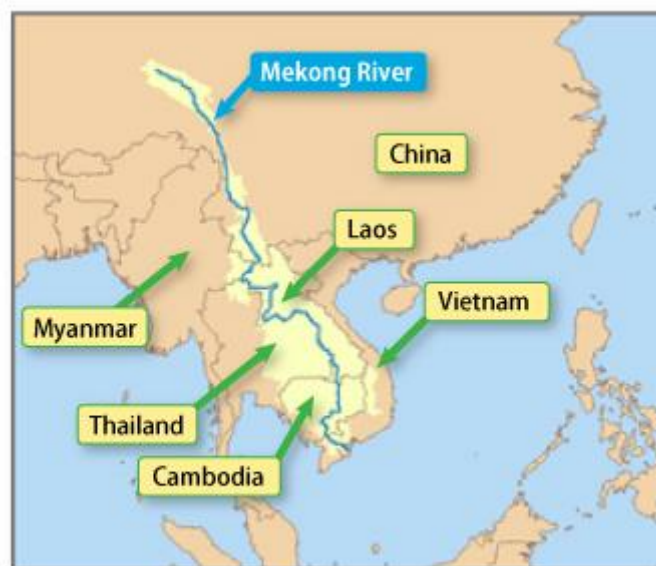 Mekong River
China
Laos
Vietnam
Myanmar
Thailand
Cambodia